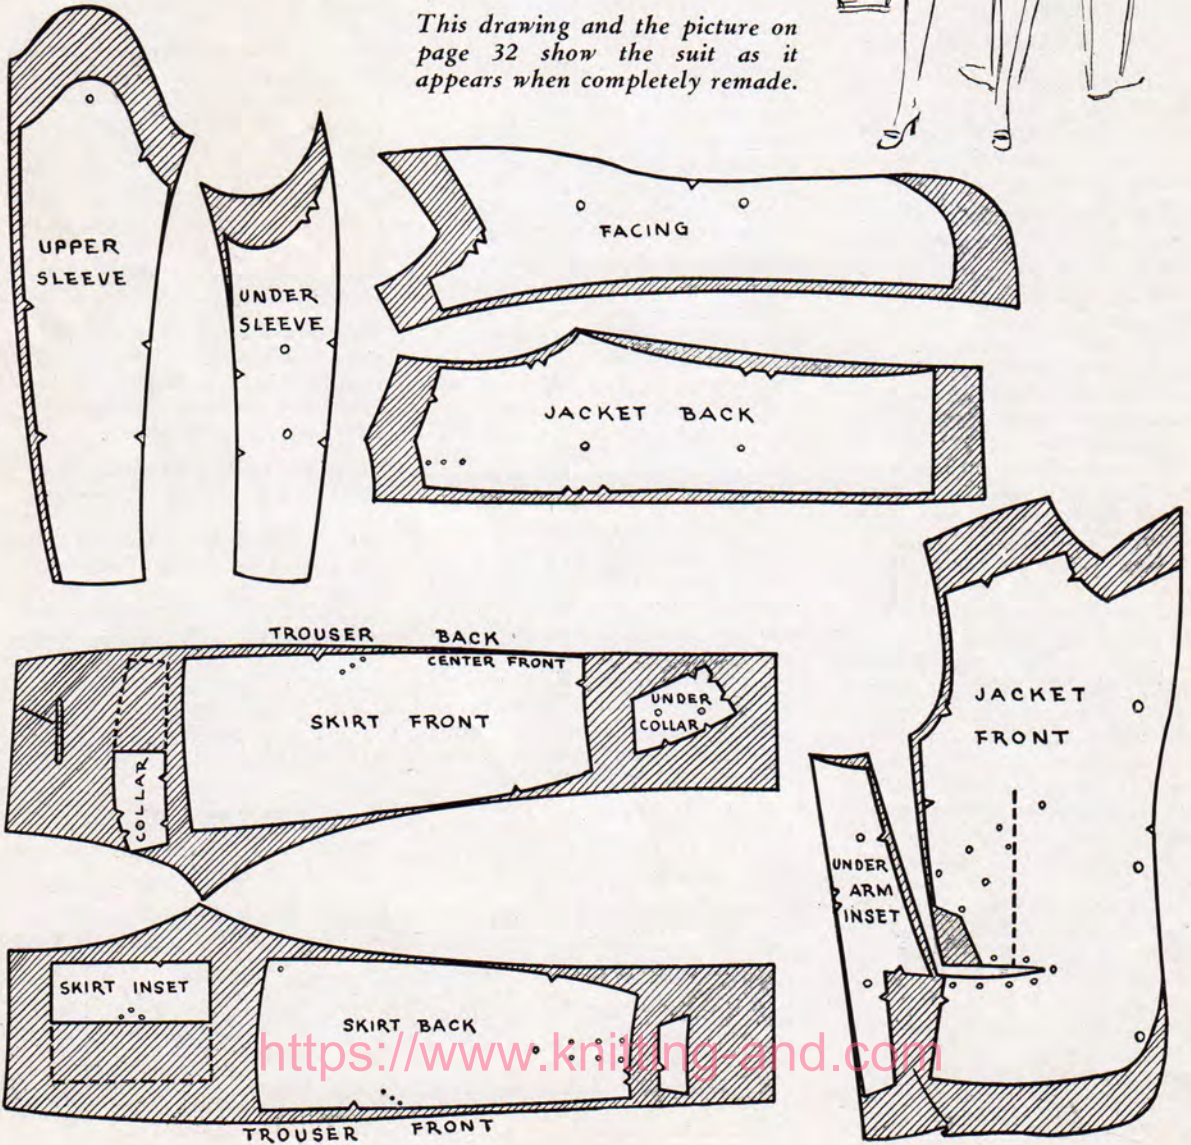 This drawing and the picture on
page 32 show the suit as it
appears when completely remade.
UPPER
SLEEVE
UNDER
SLEEVE
FACING
JACKET BACK
TROUSER BACK
CENTER FRONT
SKIRT FRONT
UNDER
COLLAR
COLLAR
JACKET
FRONT
UNDER
ARM
INSET
SKIRT INSET
SKIRT BACK
https://www.knitting-and.com
TROUSER FRONT